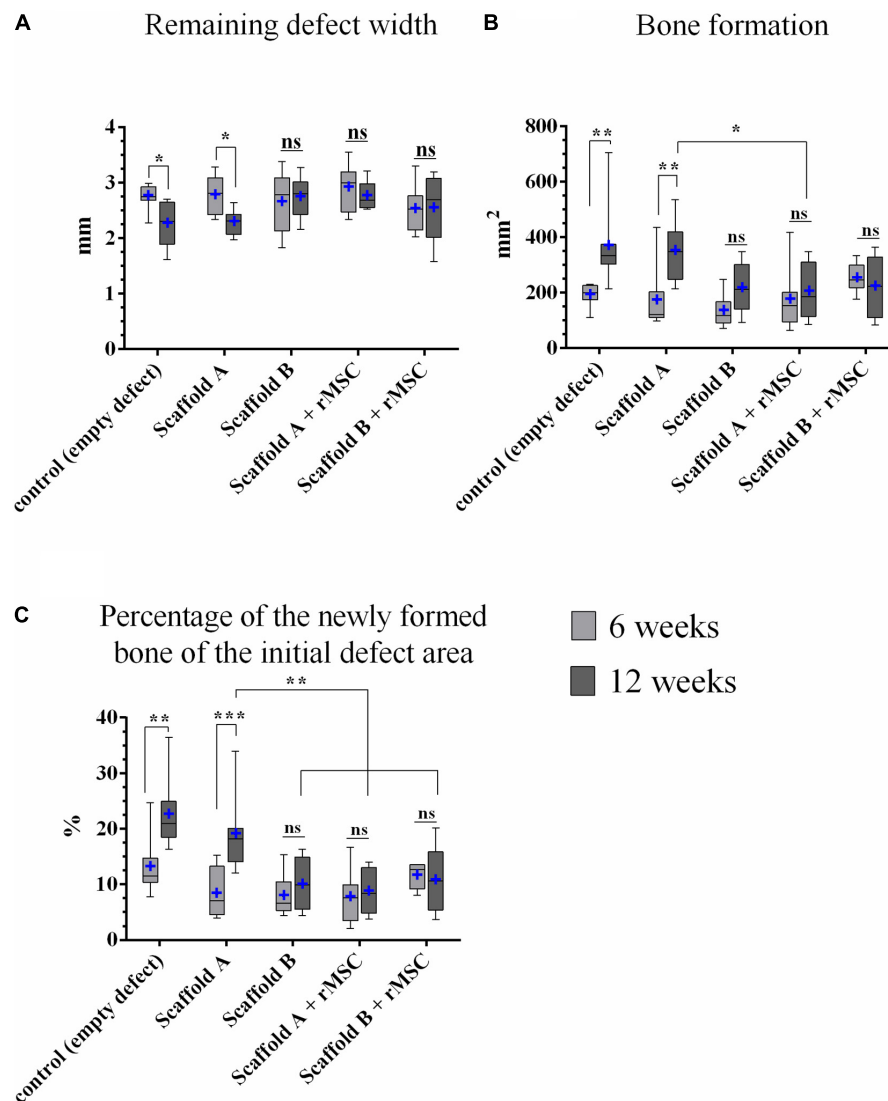 A Remaining defect width
* * ns ns ns
4
3
2
1
0
mm
control (empty defect)
Scaffold A
Scaffold B
Scaffold A + rMSC
Scaffold B + rMSC
B Bone formation
** ** * ns ns ns
800
600
400
200
0
mm²
control (empty defect)
Scaffold A
Scaffold B
Scaffold A + rMSC
Scaffold B + rMSC
C Percentage of the newly formed
bone of the initial defect area
**
** *** ns ns ns
40
30
20
10
0
%
control (empty defect)
Scaffold A
Scaffold B
Scaffold A + rMSC
Scaffold B + rMSC
6 weeks
12 weeks